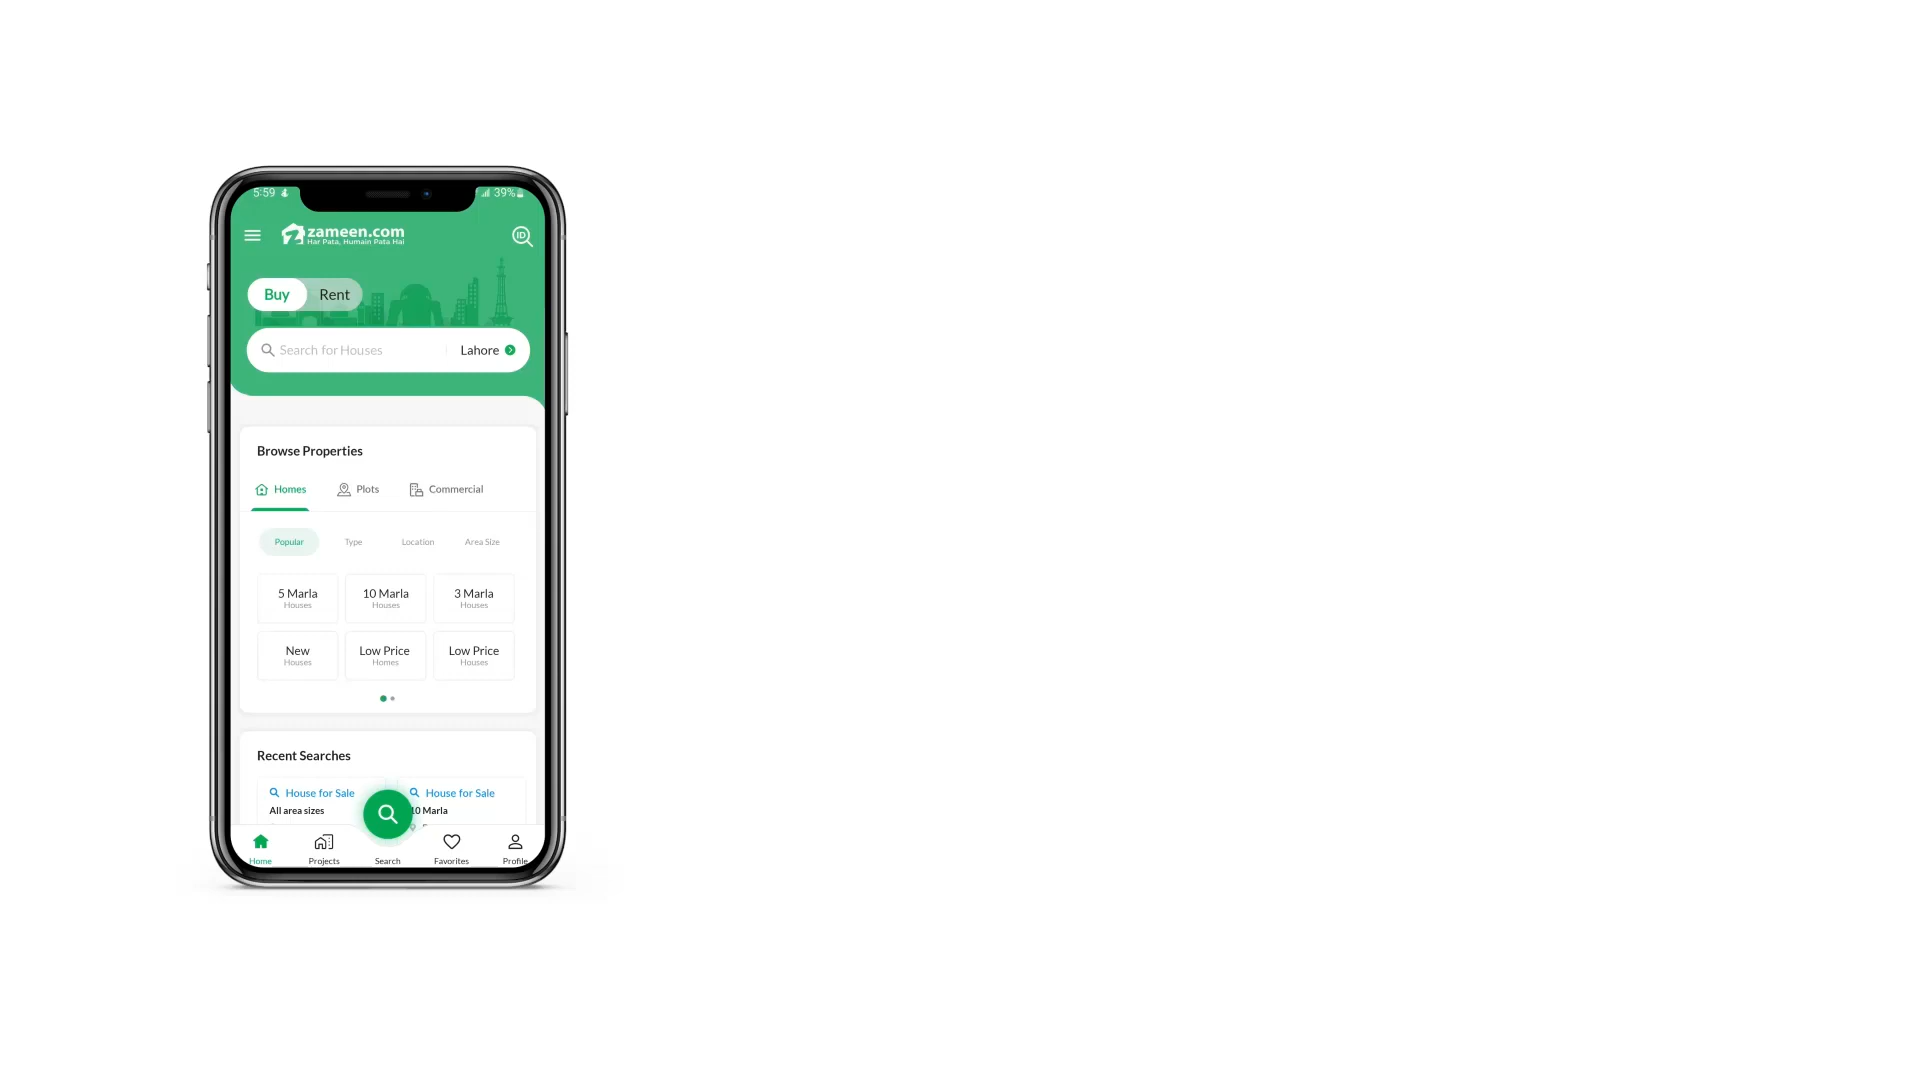 5:59
39%
zameen.com
Har Pata, Humain Pata Hai
ID
Buy Rent
Search for Houses Lahore
Browse Properties
Homes Plots Commercial
Popular Type Location Area Size
5 Marla 10 Marla 3 Marla
Houses Houses Houses
New Low Price Low Price
Houses Homes Houses
Recent Searches
House for Sale House for Sale
All area sizes 10 Marla
Home Projects Search Favorites Profile